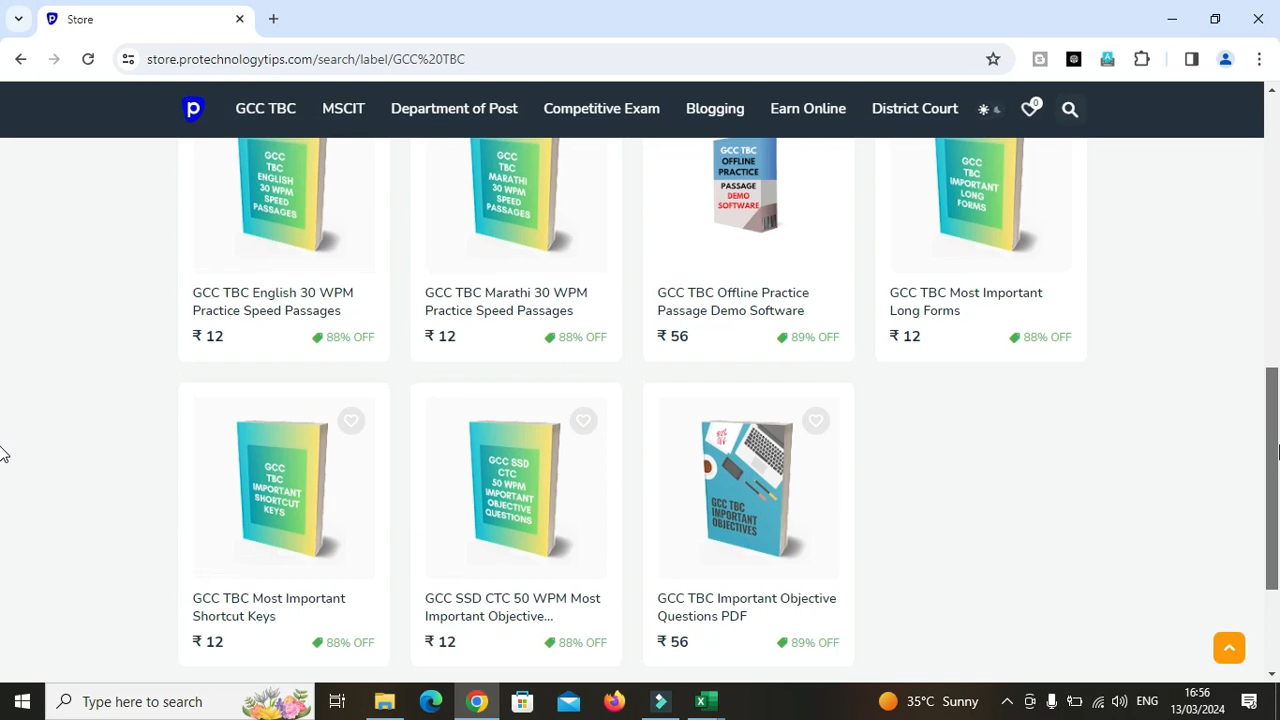 Store
store.protechnologytips.com/search/label/GCC%20TBC
GCC TBC
MSCIT
Department of Post
Competitive Exam
Blogging
Earn Online
District Court
0
GCC
TBC
ENGLISH
30 WPM
SPEED
PASSAGES
GCC
TBC
MARATHI
30 WPM
SPEED
PASSAGES
GCC TBC
OFFLINE
PRACTICE
PASSAGE
DEMO
SOFTWARE
GCC
TBC
IMPORTANT
LONG
FORMS
GCC TBC English 30 WPM
Practice Speed Passages
₹ 12
88% OFF
GCC TBC Marathi 30 WPM
Practice Speed Passages
₹ 12
88% OFF
GCC TBC Offline Practice
Passage Demo Software
₹ 56
89% OFF
GCC TBC Most Important
Long Forms
₹ 12
88% OFF
GCC
TBC
IMPORTANT
SHORTCUT
KEYS
GCC SSD
CTC
50 WPM
IMPORTANT
OBJECTIVE
QUESTIONS
GCC TBC
IMPORTANT
OBJECTIVES
GCC TBC Most Important
Shortcut Keys
₹ 12
88% OFF
GCC SSD CTC 50 WPM Most
Important Objective...
₹ 12
88% OFF
GCC TBC Important Objective
Questions PDF
₹ 56
89% OFF
Type here to search
35°C Sunny
ENG
16:56
13/03/2024